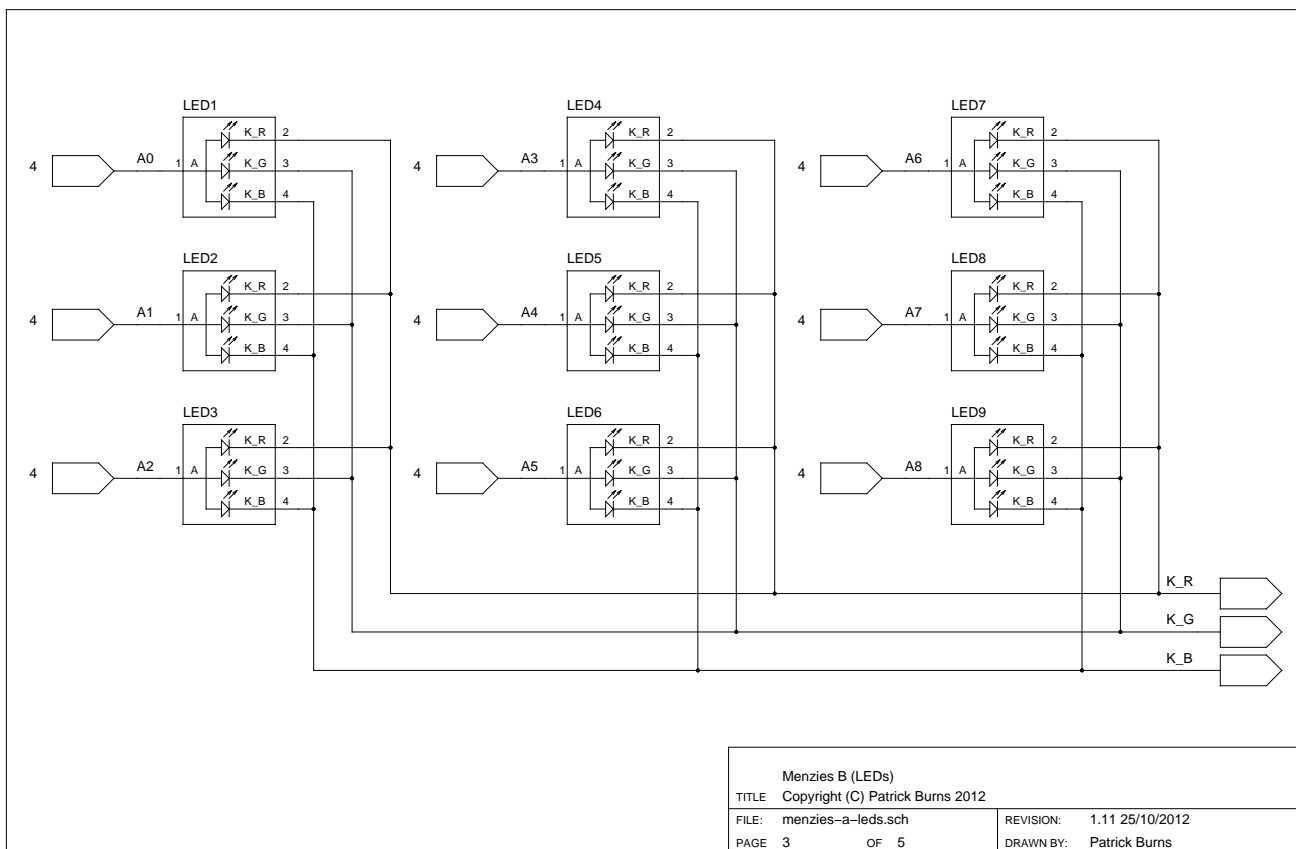 LED1 LED4 LED7
K_R 2 K_R 2 K_R 2
4 A0 1 A K_G 3 4 A3 1 A K_G 3 4 A6 1 A K_G 3
K_B 4 K_B 4 K_B 4
LED2 LED5 LED8
K_R 2 K_R 2 K_R 2
4 A1 1 A K_G 3 4 A4 1 A K_G 3 4 A7 1 A K_G 3
K_B 4 K_B 4 K_B 4
LED3 LED6 LED9
K_R 2 K_R 2 K_R 2
4 A2 1 A K_G 3 4 A5 1 A K_G 3 4 A8 1 A K_G 3
K_B 4 K_B 4 K_B 4
K_R
K_G
K_B
Menzies B (LEDs)
TITLE Copyright (C) Patrick Burns 2012
FILE: menzies−a−leds.sch REVISION: 1.11 25/10/2012
PAGE 3 OF 5 DRAWN BY: Patrick Burns